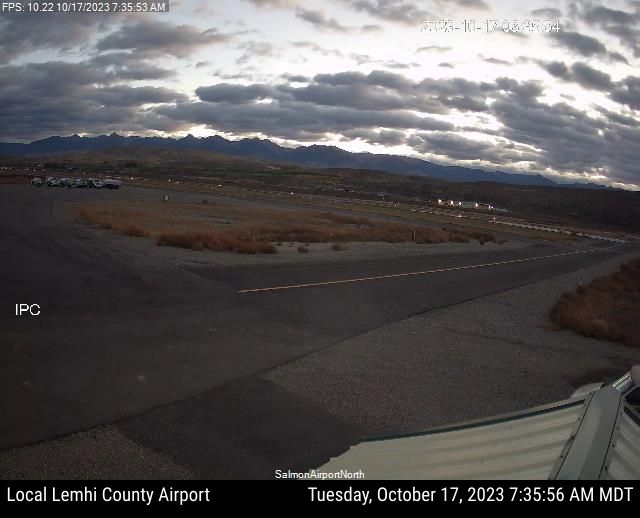 FPS: 10.22 10/17/2023 7:35:53 AM
IPC
SalmonAirportNorth
Local Lemhi County Airport
Tuesday, October 17, 2023 7:35:56 AM MDT